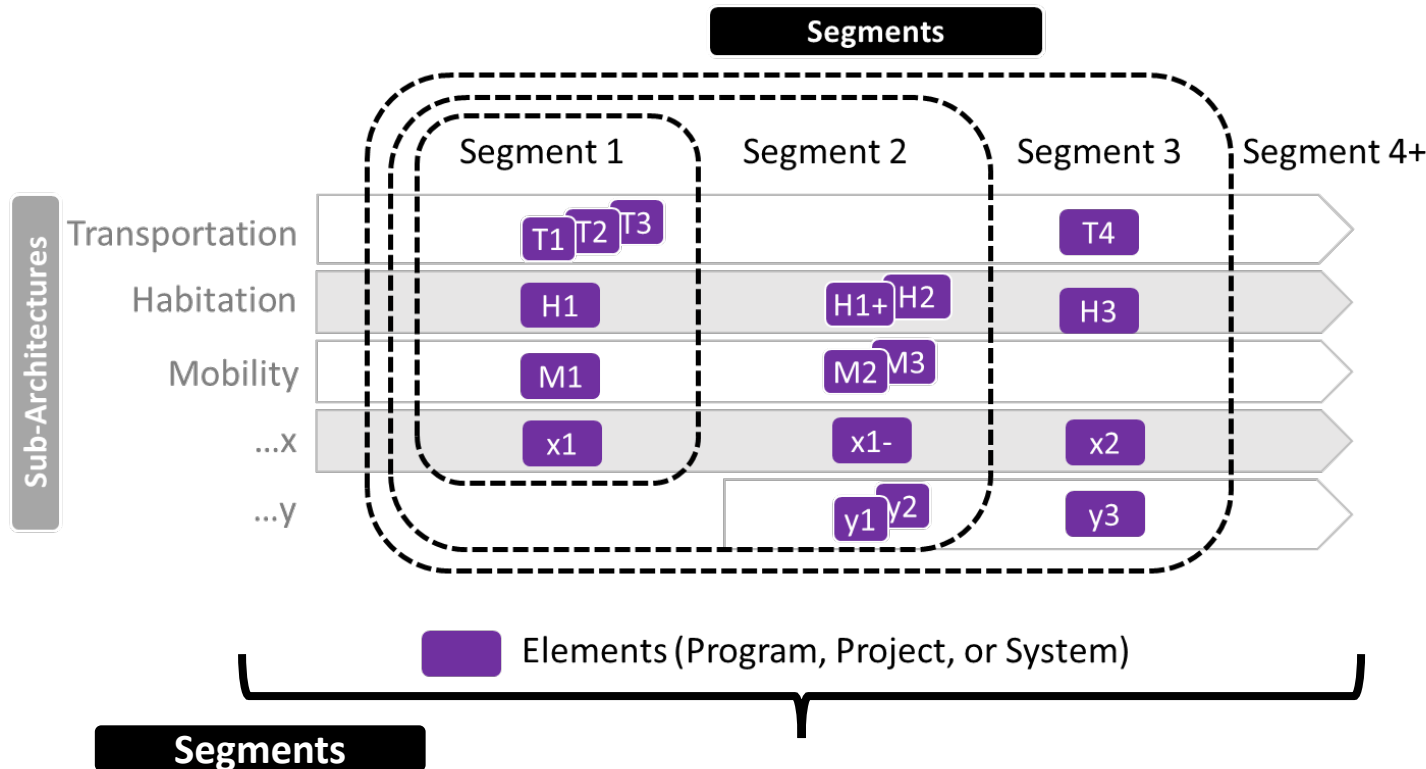 Segments
Segment 1 Segment 2 Segment 3 Segment 4+
Sub-Architectures
Transportation T1 T2 T3 T4
Habitation H1 H1+ H2 H3
Mobility M1 M2 M3
...x x1 x1- x2
...y y1 y2 y3
Elements (Program, Project, or System)
Segments